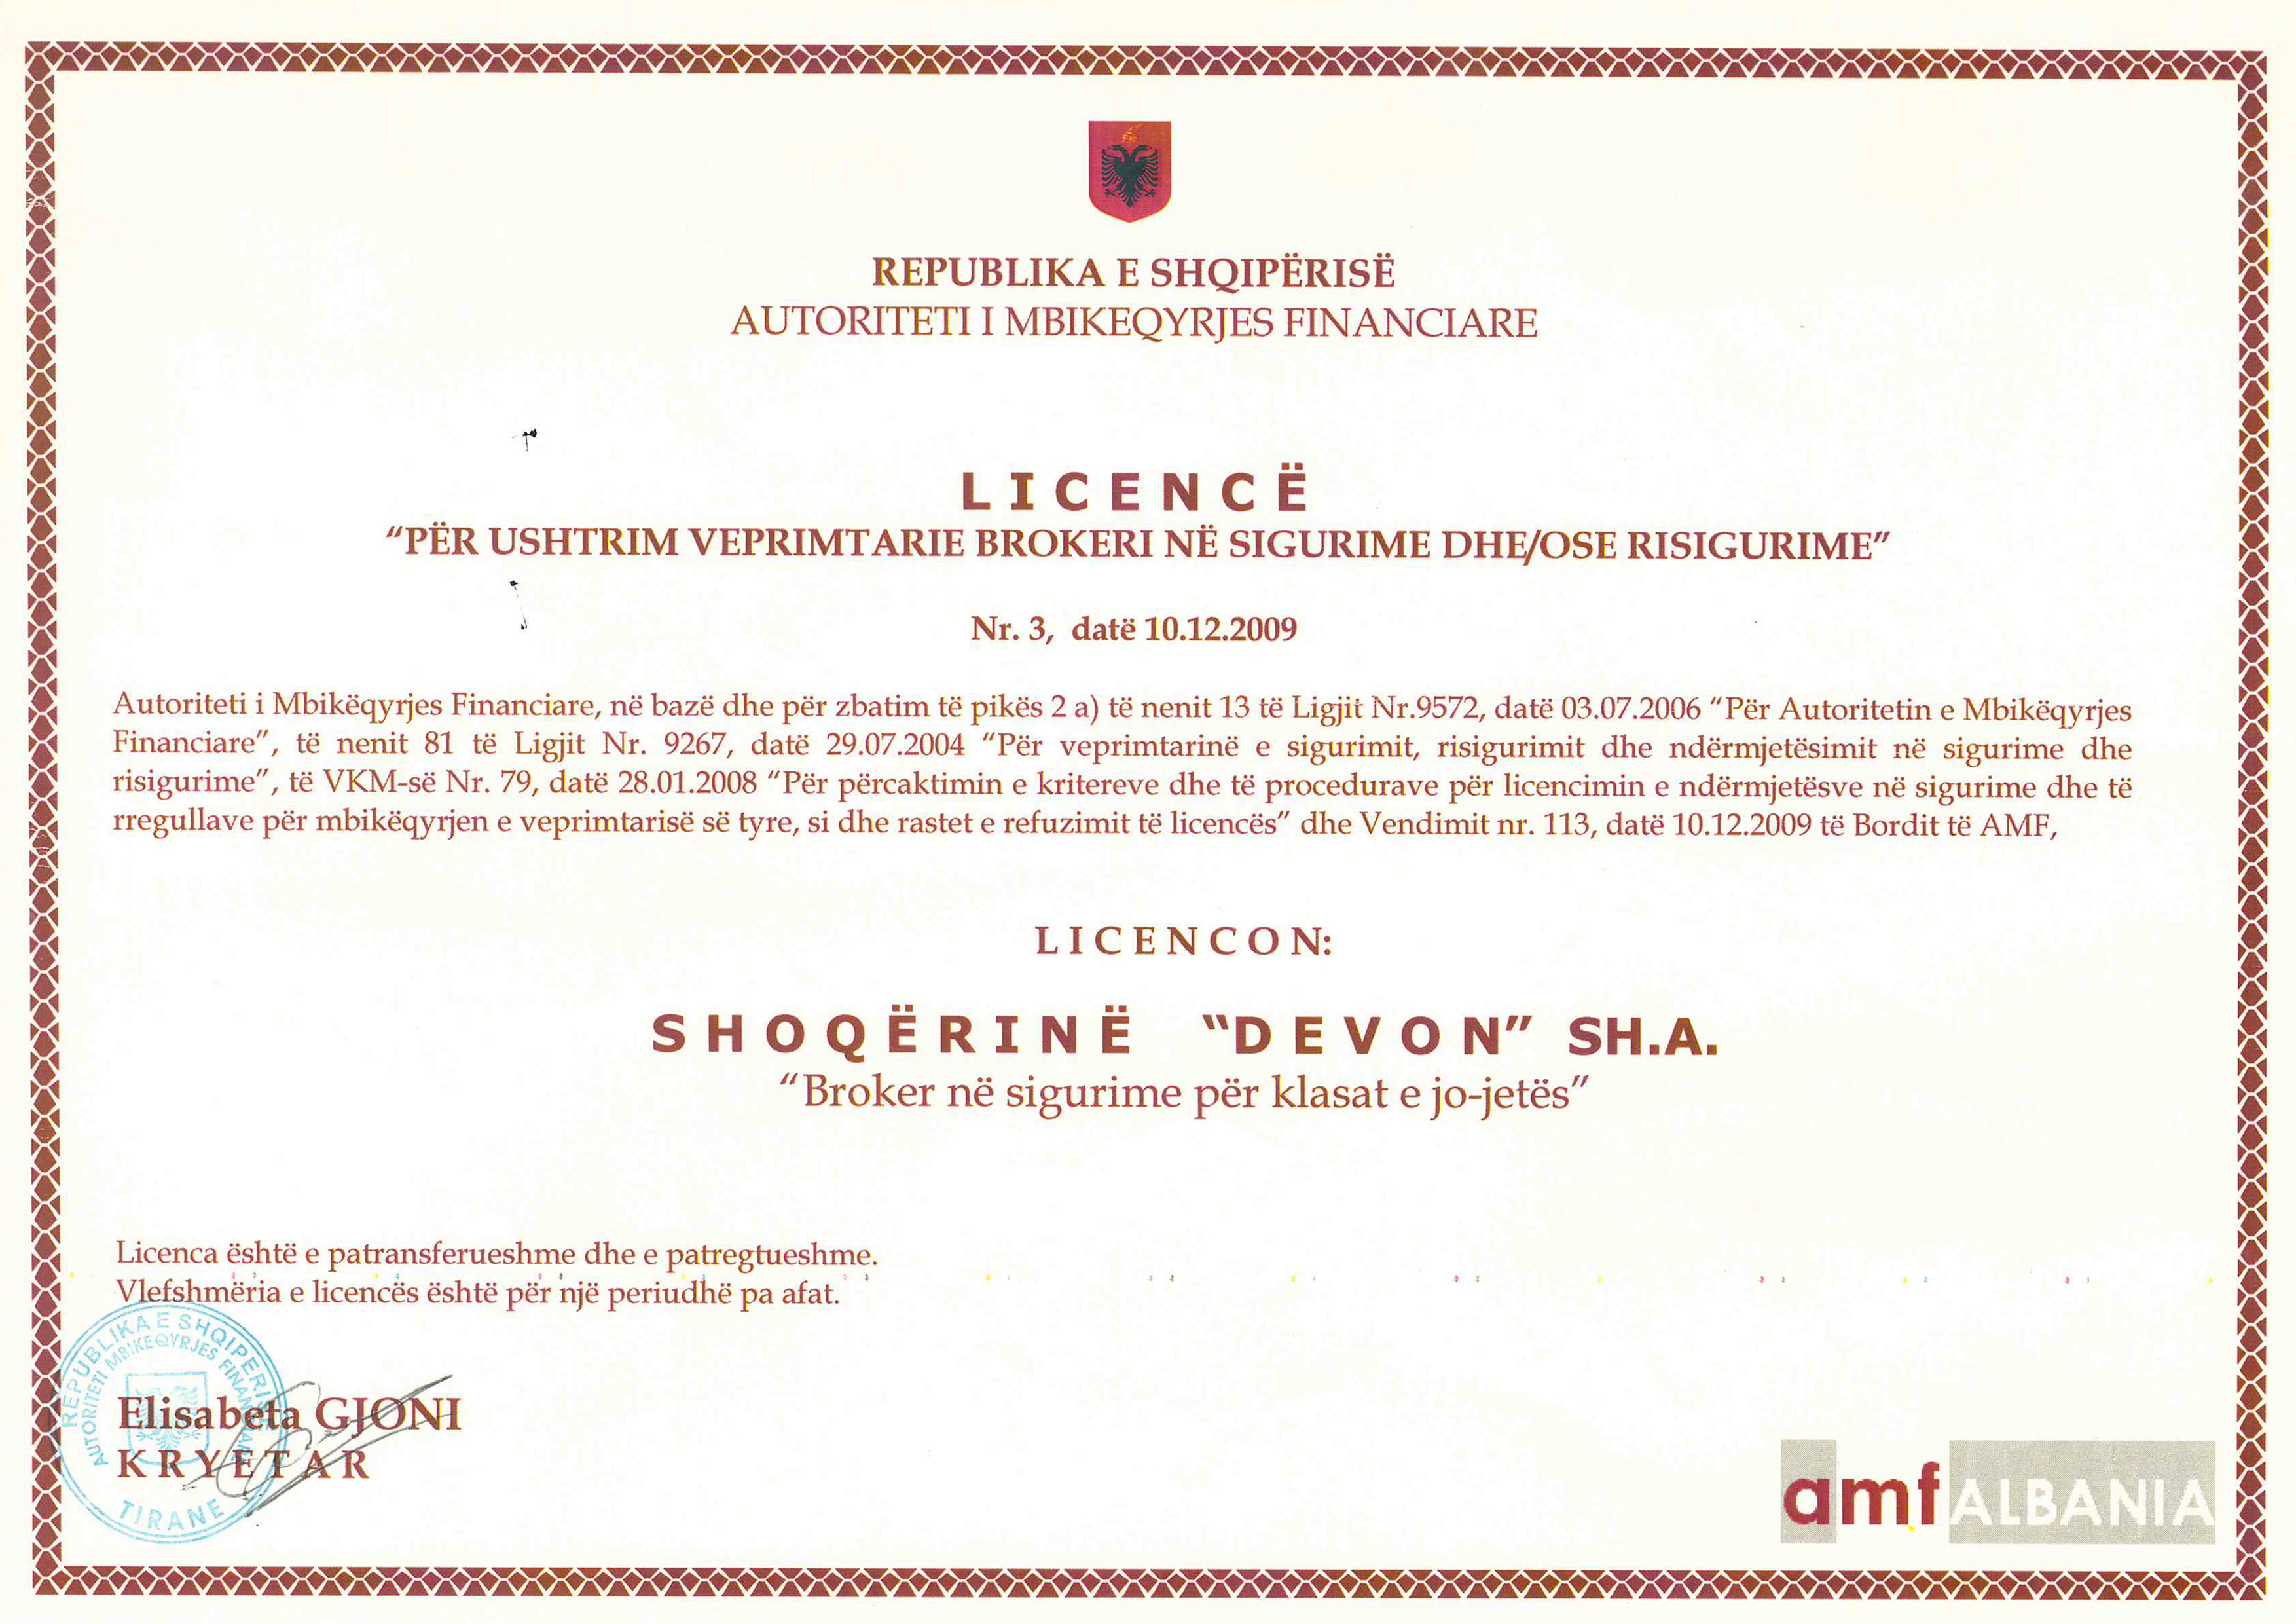 REPUBLIKA E SHQIPËRISË
AUTORITETI I MBIKEQYRJES FINANCIARE
LICENCË
“PËR USHTRIM VEPRIMTARIE BROKERI NË SIGURIME DHE/OSE RISIGURIME”
Nr. 3, datë 10.12.2009
Autoriteti i Mbikëqyrjes Financiare, në bazë dhe për zbatim të pikës 2 a) të nenit 13 të Ligjit Nr.9572, datë 03.07.2006 “Për Autoritetin e Mbikëqyrjes
Financiare”, të nenit 81 të Ligjit Nr. 9267, datë 29.07.2004 “Për veprimtarinë e sigurimit, risigurimit dhe ndërmjetësimit në sigurime dhe
risigurime”, të VKM-së Nr. 79, datë 28.01.2008 “Për përcaktimin e kritereve dhe të procedurave për licencimin e ndërmjetësve në sigurime dhe të
rregullave për mbikëqyrjen e veprimtarisë së tyre, si dhe rastet e refuzimit të licencës” dhe Vendimit nr. 113, datë 10.12.2009 të Bordit të AMF,
LICENCON:
SHOQËRINË “DEVON” SH.A.
“Broker në sigurime për klasat e jo-jetës”
Licenca është e patransferueshme dhe e patregtueshme.
Vlefshmëria e licencës është për një periudhë pa afat.
REPUBLIKA E SHQIPERISE
AUTORITETI MBIKEQYRJES FINANCIARE
TIRANE
Elisabeta GJONI
KRYETAR
amf ALBANIA